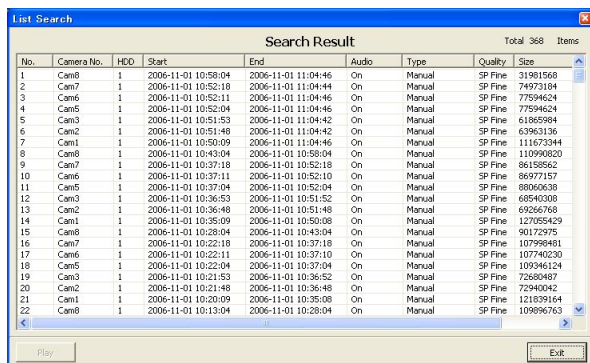 List Search
Search Result
Total 368 Items
No. Camera No. HDD Start End Audio Type Quality Size
1 Cam8 1 2006-11-01 10:58:04 2006-11-01 11:04:46 On Manual SP Fine 31981568
2 Cam7 1 2006-11-01 10:52:18 2006-11-01 11:04:44 On Manual SP Fine 74973184
3 Cam6 1 2006-11-01 10:52:11 2006-11-01 11:04:46 On Manual SP Fine 77594624
4 Cam5 1 2006-11-01 10:52:04 2006-11-01 11:04:46 On Manual SP Fine 77594624
5 Cam3 1 2006-11-01 10:51:53 2006-11-01 11:04:42 On Manual SP Fine 61865984
6 Cam2 1 2006-11-01 10:51:48 2006-11-01 11:04:42 On Manual SP Fine 63963136
7 Cam1 1 2006-11-01 10:50:09 2006-11-01 11:04:46 On Manual SP Fine 111673344
8 Cam8 1 2006-11-01 10:43:04 2006-11-01 10:58:04 On Manual SP Fine 110990820
9 Cam7 1 2006-11-01 10:37:18 2006-11-01 10:52:18 On Manual SP Fine 86158562
10 Cam6 1 2006-11-01 10:37:11 2006-11-01 10:52:10 On Manual SP Fine 86977157
11 Cam5 1 2006-11-01 10:37:04 2006-11-01 10:52:04 On Manual SP Fine 88060638
12 Cam3 1 2006-11-01 10:36:53 2006-11-01 10:51:52 On Manual SP Fine 68540308
13 Cam2 1 2006-11-01 10:36:48 2006-11-01 10:51:48 On Manual SP Fine 69266768
14 Cam1 1 2006-11-01 10:35:09 2006-11-01 10:50:08 On Manual SP Fine 127055429
15 Cam8 1 2006-11-01 10:28:04 2006-11-01 10:43:04 On Manual SP Fine 90172975
16 Cam7 1 2006-11-01 10:22:18 2006-11-01 10:37:18 On Manual SP Fine 107998481
17 Cam6 1 2006-11-01 10:22:11 2006-11-01 10:37:10 On Manual SP Fine 107740230
18 Cam5 1 2006-11-01 10:22:04 2006-11-01 10:37:04 On Manual SP Fine 109346124
19 Cam3 1 2006-11-01 10:21:53 2006-11-01 10:36:52 On Manual SP Fine 72680487
20 Cam2 1 2006-11-01 10:21:48 2006-11-01 10:36:48 On Manual SP Fine 72940042
21 Cam1 1 2006-11-01 10:20:09 2006-11-01 10:35:08 On Manual SP Fine 121839164
22 Cam8 1 2006-11-01 10:13:04 2006-11-01 10:28:04 On Manual SP Fine 109896763
Play Exit